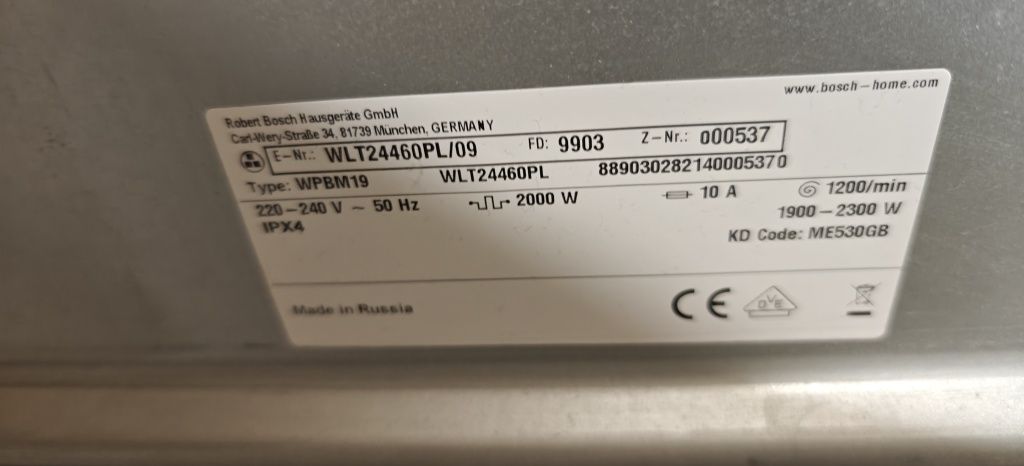 www.bosch-home.com
Robert Bosch Hausgeräte GmbH
Carl-Wery-Straße 34, 81739 München, GERMANY
E-Nr.: WLT24460PL/09 FD: 9903 Z-Nr.: 000537
Type: WPBM19 WLT24460PL 889030282140005370
220-240 V ~ 50 Hz 2000 W 10 A 1200/min
IPX4 1900-2300 W
KD Code: ME530GB
Made in Russia CE OVE